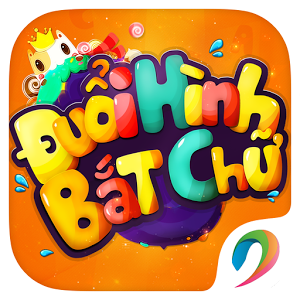 Đuổi Hình
Bắt Chữ